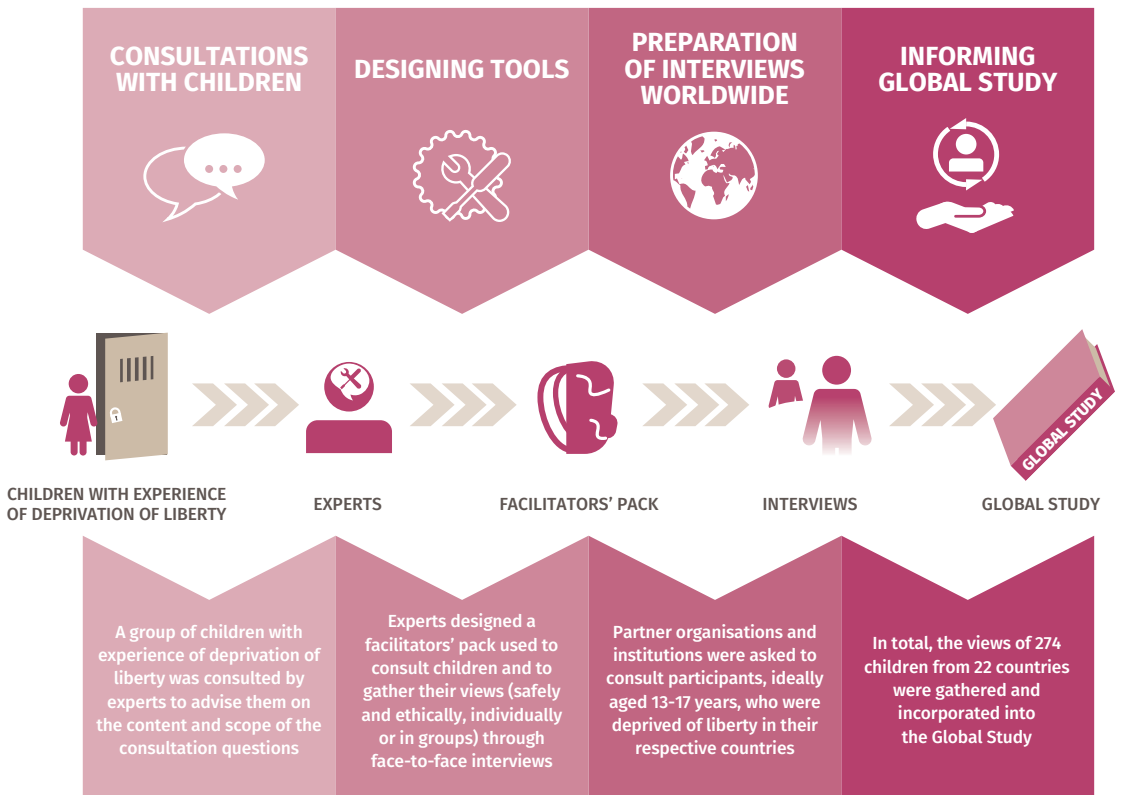 CONSULTATIONS
WITH CHILDREN
DESIGNING TOOLS
PREPARATION
OF INTERVIEWS
WORLDWIDE
INFORMING
GLOBAL STUDY
GLOBAL STUDY
CHILDREN WITH EXPERIENCE
OF DEPRIVATION OF LIBERTY
EXPERTS
FACILITATORS' PACK
INTERVIEWS
GLOBAL STUDY
A group of children with
experience of deprivation of
liberty was consulted by
experts to advise them on
the content and scope of the
consultation questions
Experts designed a
facilitators' pack used to
consult children and to
gather their views (safely
and ethically, individually
or in groups) through
face-to-face interviews
Partner organisations and
institutions were asked to
consult participants, ideally
aged 13-17 years, who were
deprived of liberty in their
respective countries
In total, the views of 274
children from 22 countries
were gathered and
incorporated into
the Global Study